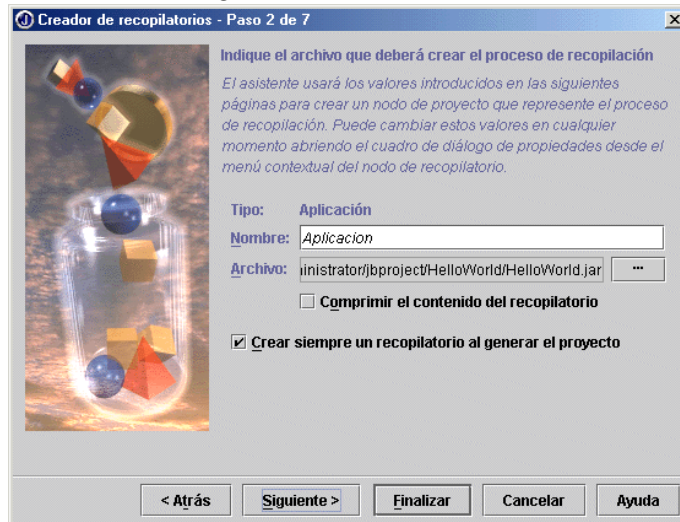 Creador de recopilatorios - Paso 2 de 7
Indique el archivo que deberá crear el proceso de recopilación
El asistente usará los valores introducidos en las siguientes
páginas para crear un nodo de proyecto que represente el proceso
de recopilación. Puede cambiar estos valores en cualquier
momento abriendo el cuadro de diálogo de propiedades desde el
menú contextual del nodo de recopilatorio.
Tipo: Aplicación
Nombre: Aplicacion
Archivo: inistrator/jbproject/HelloWorld/HelloWorld.jar ...
Comprimir el contenido del recopilatorio
Crear siempre un recopilatorio al generar el proyecto
< Atrás Siguiente > Finalizar Cancelar Ayuda